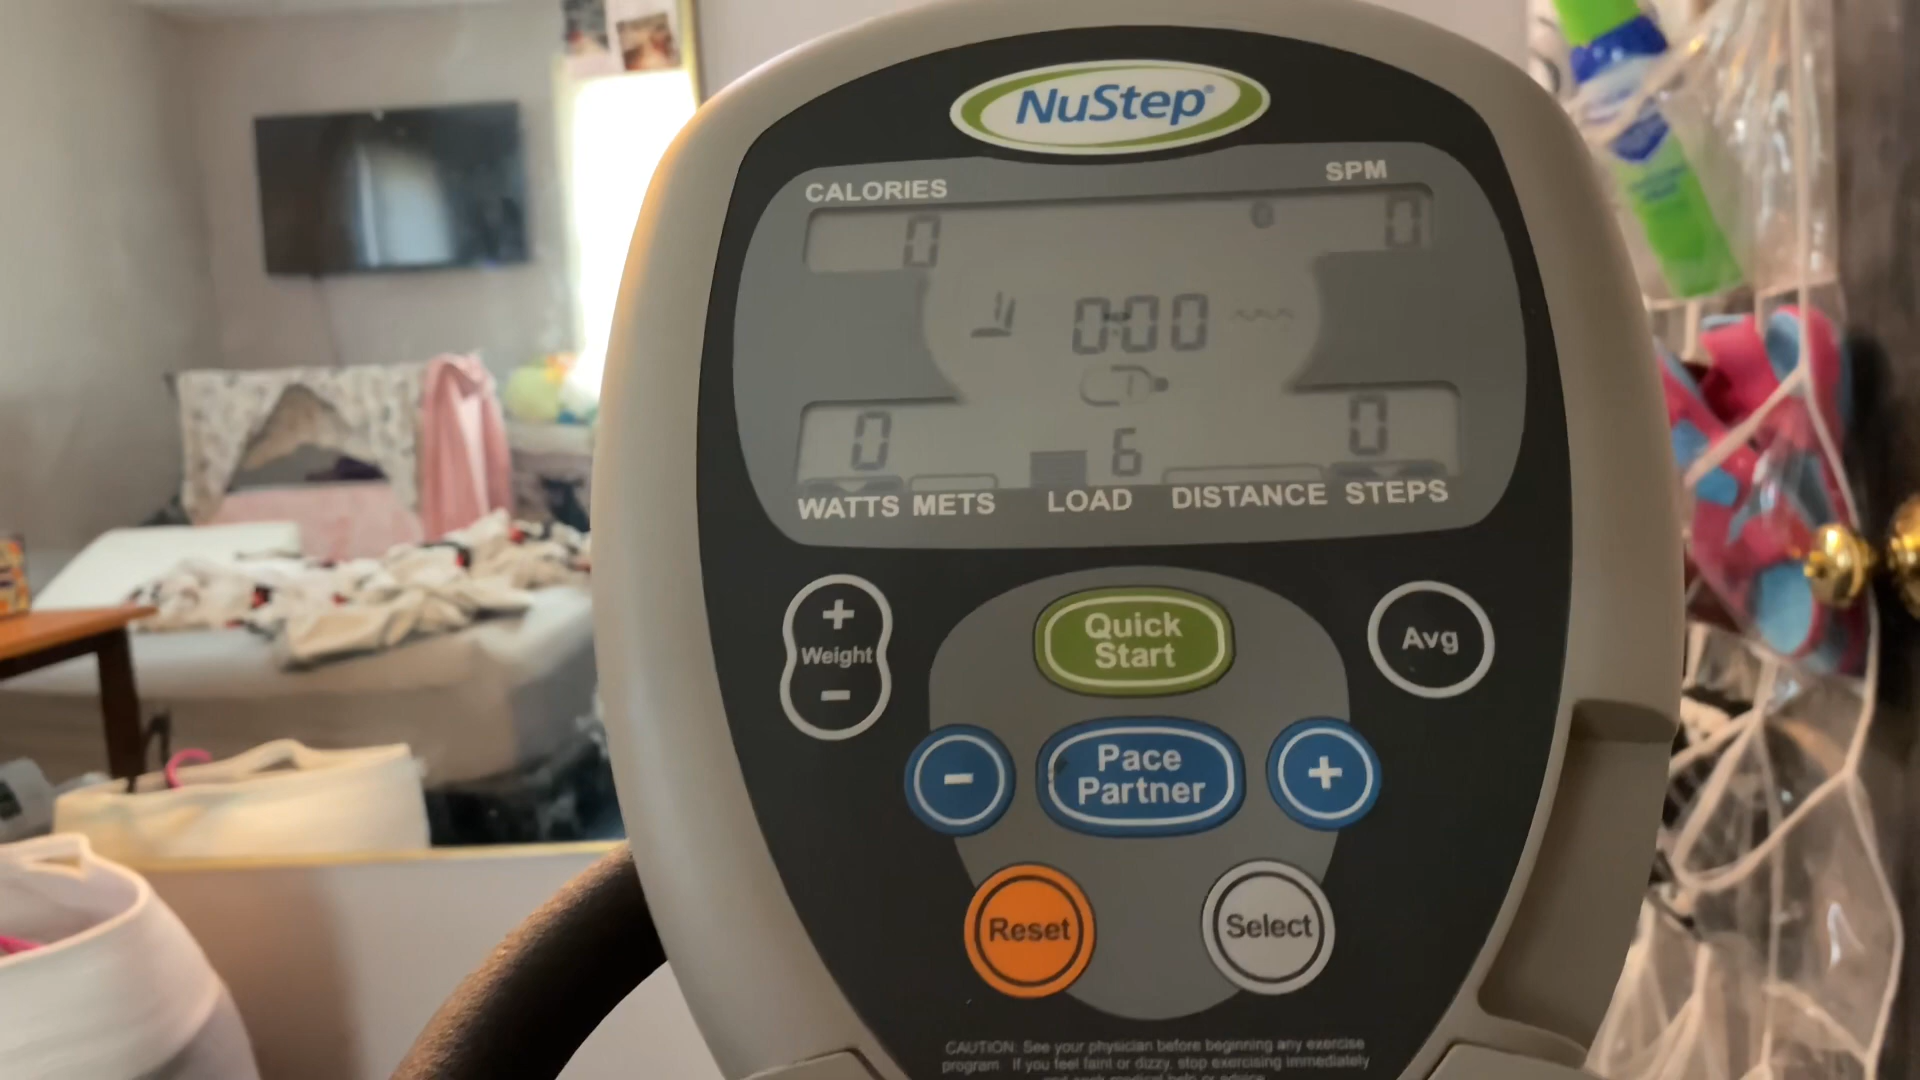 NuStep®
CALORIES
SPM
0
0
0:00
0
6
0
WATTS METS LOAD DISTANCE STEPS
+
Weight
-
Quick
Start
Avg
-
Pace
Partner
+
Reset
Select
CAUTION: See your physician before beginning any exercise
program. If you feel faint or dizzy, stop exercising immediately